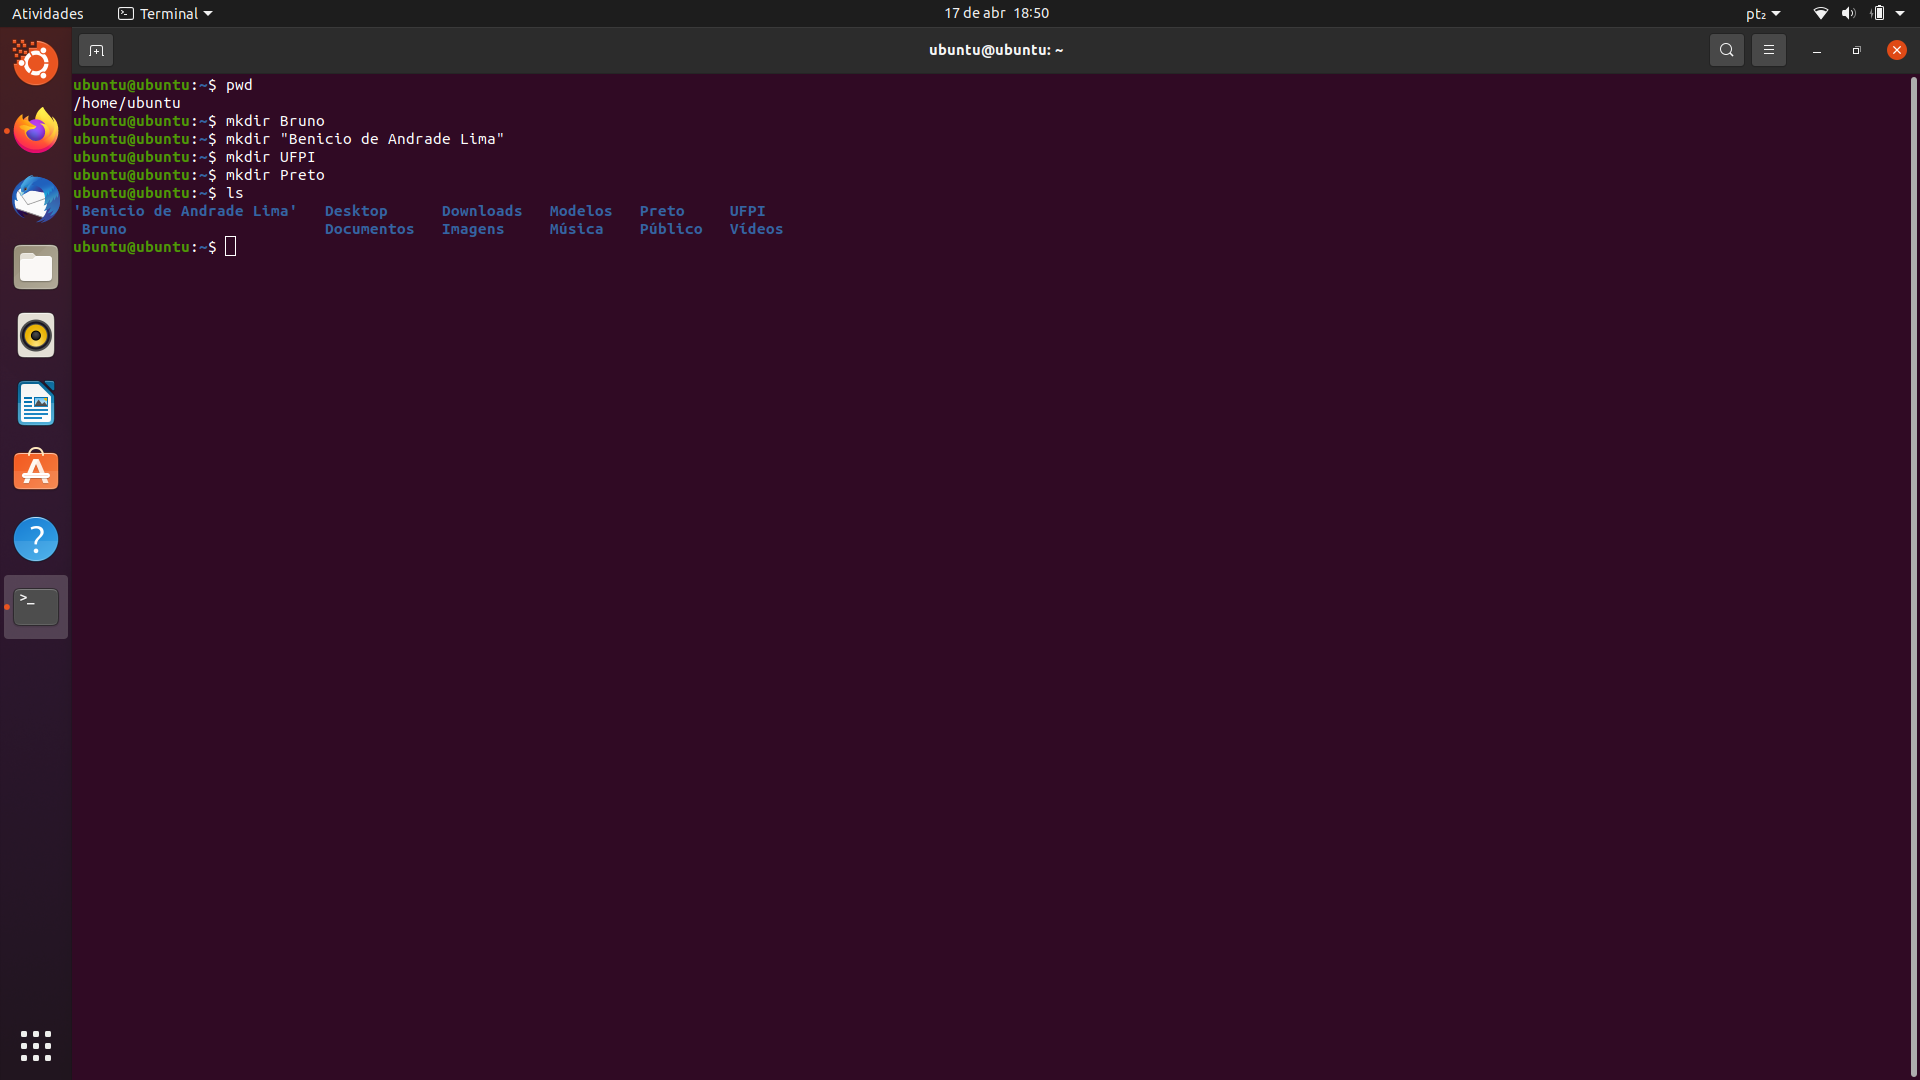 Atividades Terminal 17 de abr 18:50 pt₂
ubuntu@ubuntu: ~
ubuntu@ubuntu:~$ pwd
/home/ubuntu
ubuntu@ubuntu:~$ mkdir Bruno
ubuntu@ubuntu:~$ mkdir "Benicio de Andrade Lima"
ubuntu@ubuntu:~$ mkdir UFPI
ubuntu@ubuntu:~$ mkdir Preto
ubuntu@ubuntu:~$ ls
'Benicio de Andrade Lima' Desktop Downloads Modelos Preto UFPI
Bruno Documentos Imagens Música Público Vídeos
ubuntu@ubuntu:~$